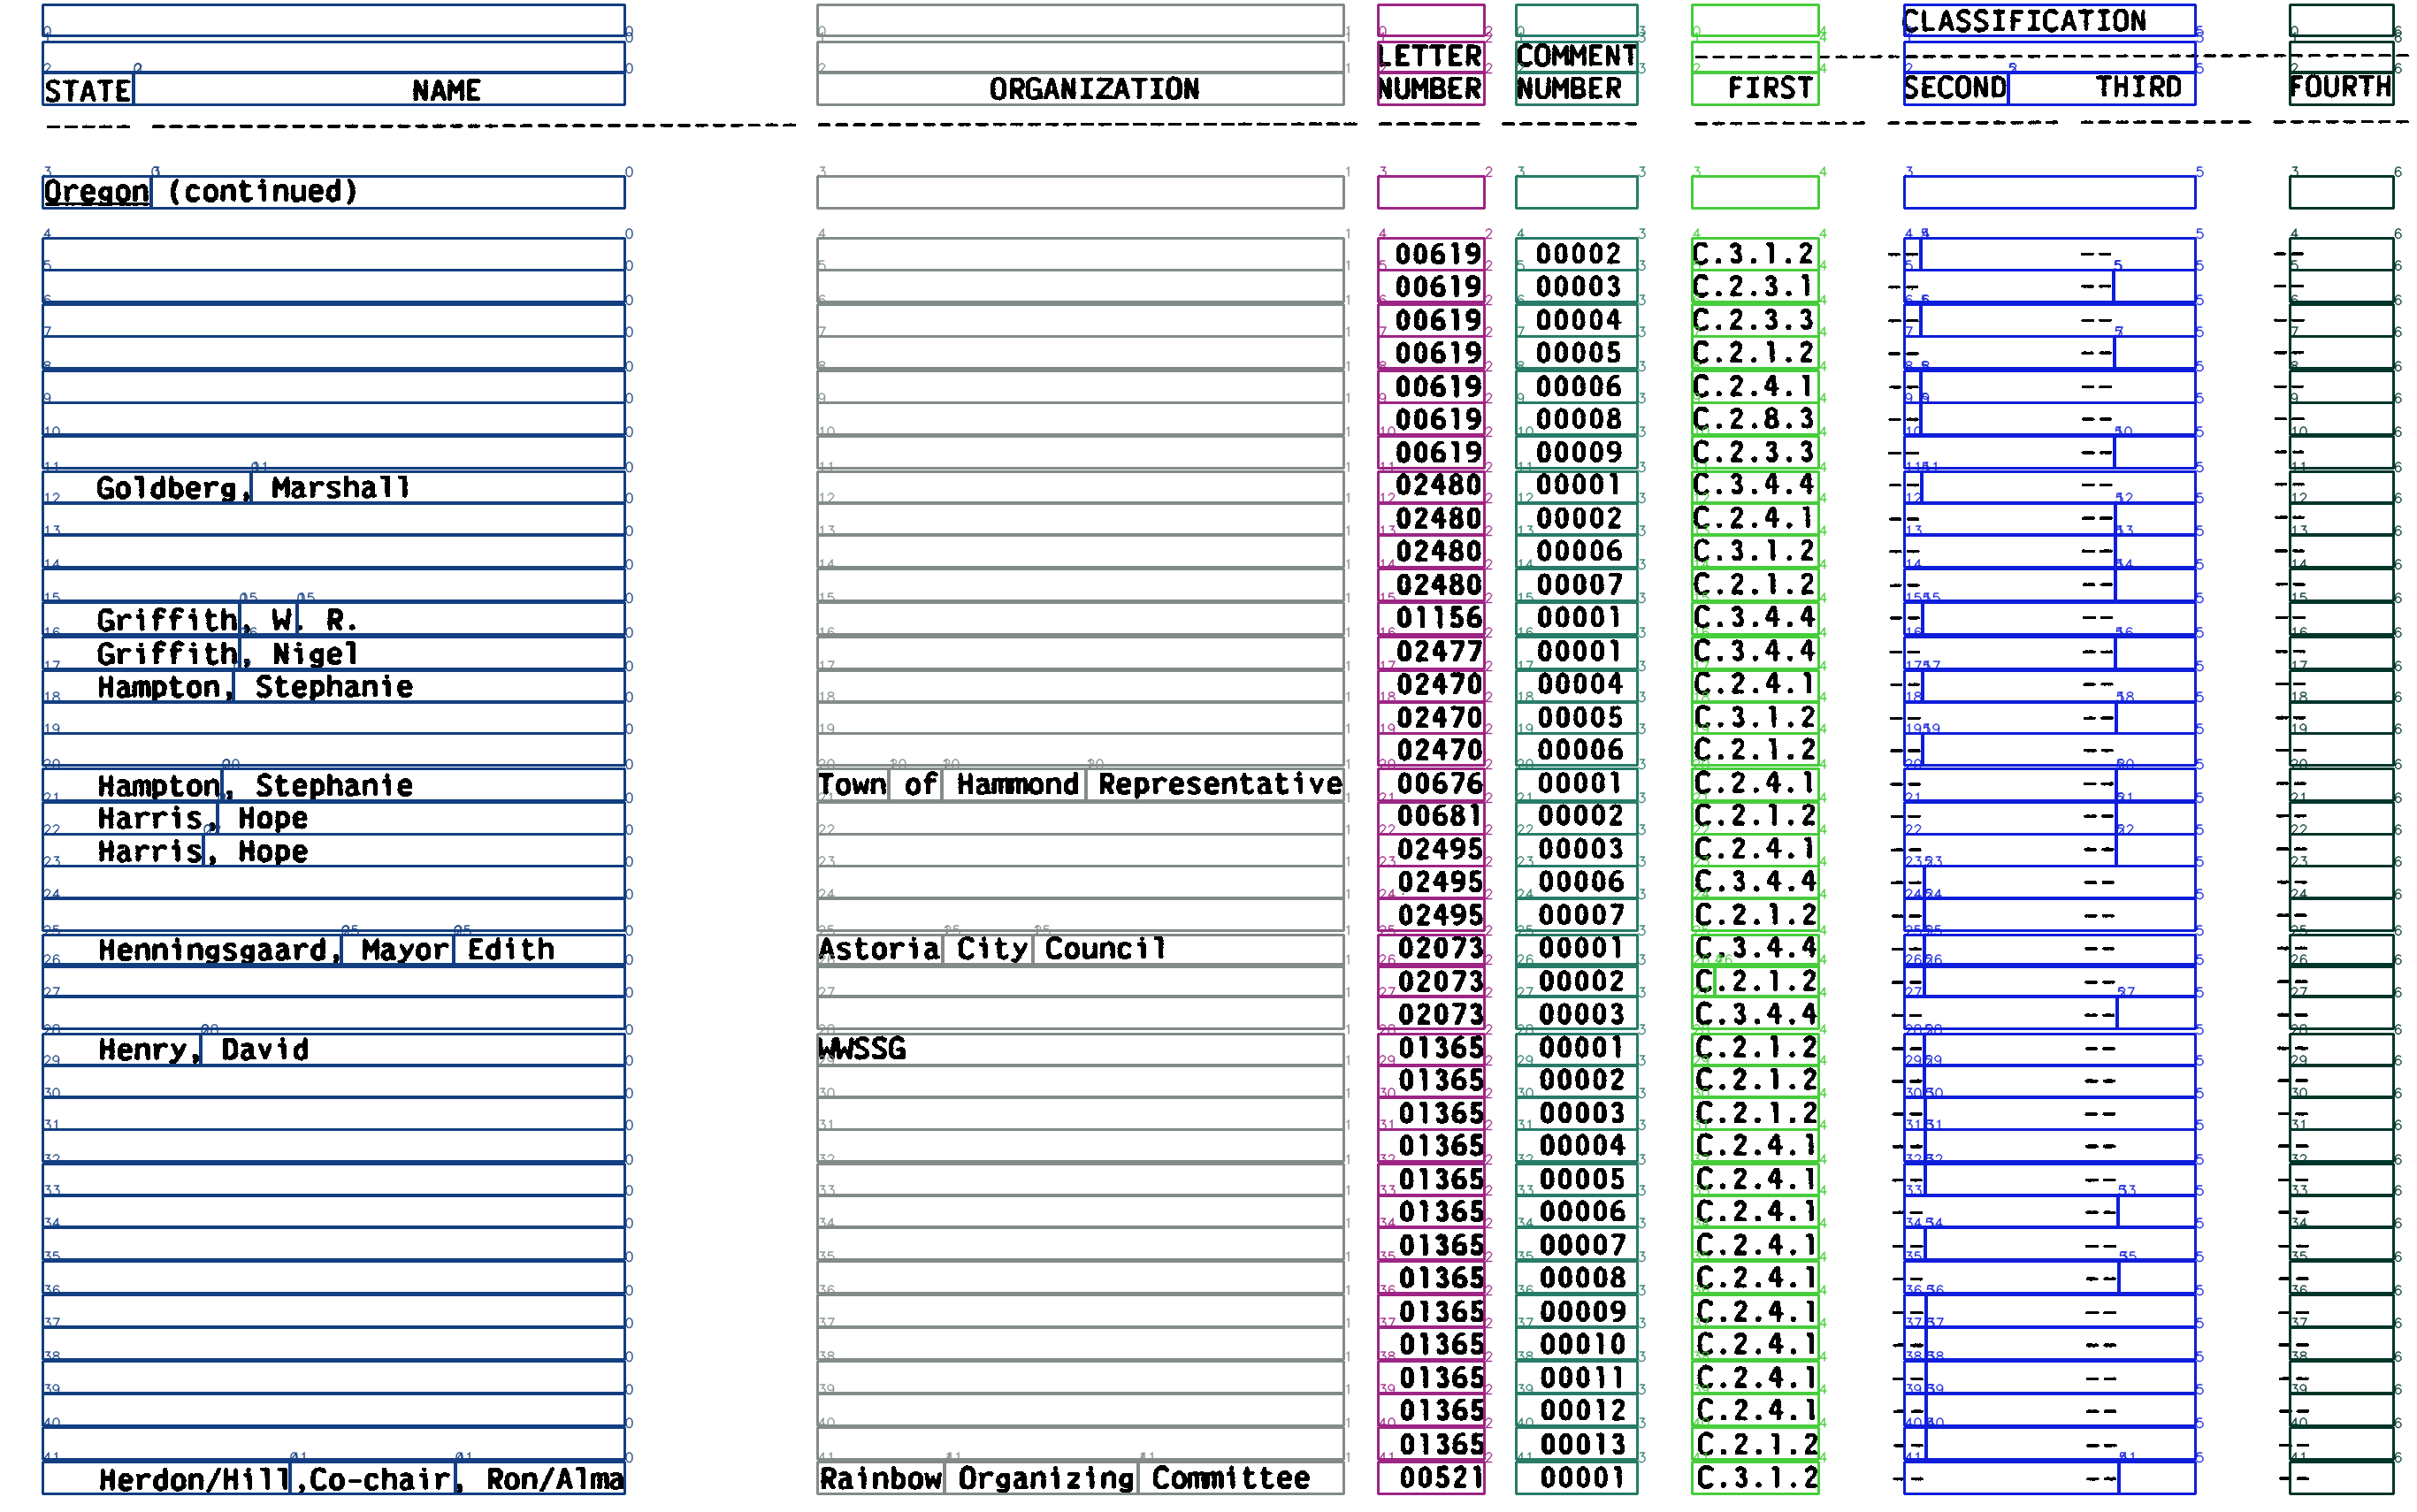 CLASSIFICATION
LETTER COMMENT
STATE NAME ORGANIZATION NUMBER NUMBER FIRST SECOND THIRD FOURTH
Oregon (continued)
00619 00002 C.3.1.2 -- -- --
00619 00003 C.2.3.1 -- -- --
00619 00004 C.2.3.3 -- -- --
00619 00005 C.2.1.2 -- -- --
00619 00006 C.2.4.1 -- -- --
00619 00008 C.2.8.3 -- -- --
00619 00009 C.2.3.3 -- -- --
Goldberg, Marshall 02480 00001 C.3.4.4 -- -- --
02480 00002 C.2.4.1 -- -- --
02480 00006 C.3.1.2 -- -- --
02480 00007 C.2.1.2 -- -- --
Griffith, W. R. 01156 00001 C.3.4.4 -- -- --
Griffith, Nigel 02477 00001 C.3.4.4 -- -- --
Hampton, Stephanie 02470 00004 C.2.4.1 -- -- --
02470 00005 C.3.1.2 -- -- --
02470 00006 C.2.1.2 -- -- --
Hampton, Stephanie Town of Hammond Representative 00676 00001 C.2.4.1 -- -- --
Harris, Hope 00681 00002 C.2.1.2 -- -- --
Harris, Hope 02495 00003 C.2.4.1 -- -- --
02495 00006 C.3.4.4 -- -- --
02495 00007 C.2.1.2 -- -- --
Henningsgaard, Mayor Edith Astoria City Council 02073 00001 C.3.4.4 -- -- --
02073 00002 C.2.1.2 -- -- --
02073 00003 C.3.4.4 -- -- --
Henry, David WWSSG 01365 00001 C.2.1.2 -- -- --
01365 00002 C.2.1.2 -- -- --
01365 00003 C.2.1.2 -- -- --
01365 00004 C.2.4.1 -- -- --
01365 00005 C.2.4.1 -- -- --
01365 00006 C.2.4.1 -- -- --
01365 00007 C.2.4.1 -- -- --
01365 00008 C.2.4.1 -- -- --
01365 00009 C.2.4.1 -- -- --
01365 00010 C.2.4.1 -- -- --
01365 00011 C.2.4.1 -- -- --
01365 00012 C.2.4.1 -- -- --
01365 00013 C.2.1.2 -- -- --
Herdon/Hill,Co-chair, Ron/Alma Rainbow Organizing Committee 00521 00001 C.3.1.2 -- -- --